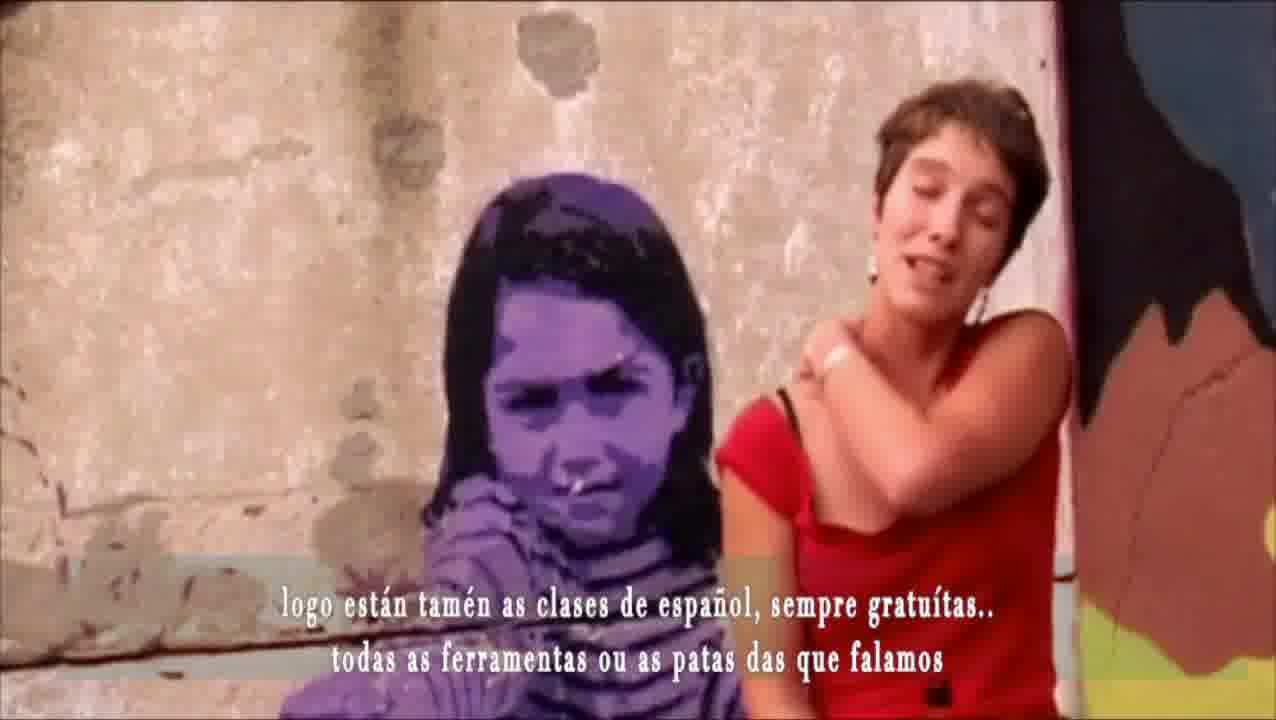 logo están tamén as clases de español, sempre gratuítas..
todas as ferramentas ou as patas das que falamos